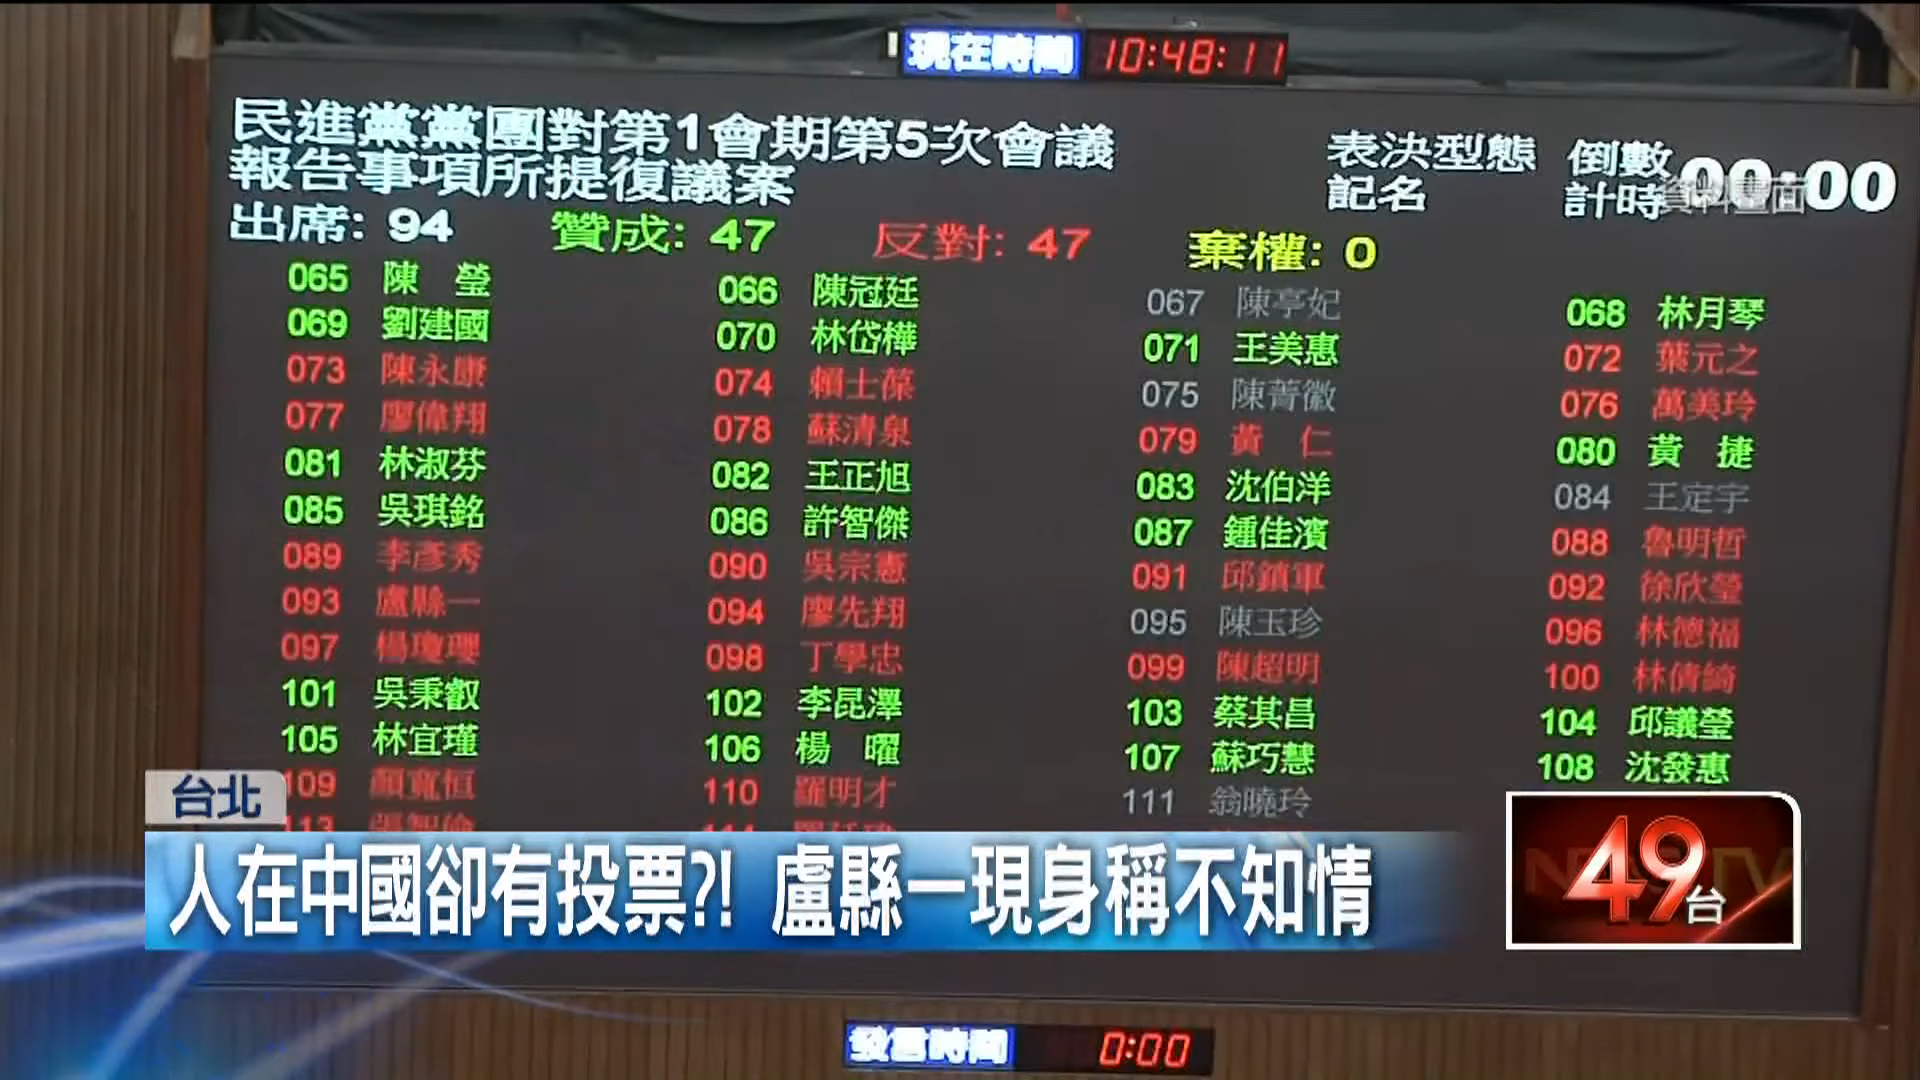 現在時間 10:48:11
民進黨黨團對第1會期第5次會議
報告事項所提復議案
表決型態
記名
倒數
計時 00:00
資料畫面
出席: 94 贊成: 47 反對: 47 棄權: 0
065 陳 瑩 066 陳冠廷 067 陳亭妃 068 林月琴
069 劉建國 070 林岱樺 071 王美惠 072 葉元之
073 陳永康 074 賴士葆 075 陳菁徽 076 萬美玲
077 廖偉翔 078 蘇清泉 079 黃 仁 080 黃 捷
081 林淑芬 082 王正旭 083 沈伯洋 084 王定宇
085 吳琪銘 086 許智傑 087 鍾佳濱 088 魯明哲
089 李彥秀 090 吳宗憲 091 邱鎮軍 092 徐欣瑩
093 盧縣一 094 廖先翔 095 陳玉珍 096 林德福
097 楊瓊瓔 098 丁學忠 099 陳超明 100 林倩綺
101 吳秉叡 102 李昆澤 103 蔡其昌 104 邱議瑩
105 林宜瑾 106 楊 曜 107 蘇巧慧 108 沈發惠
109 顏寬恒 110 羅明才 111 翁曉玲
台北
人在中國卻有投票?! 盧縣一現身稱不知情
49台
發言時間 0:00